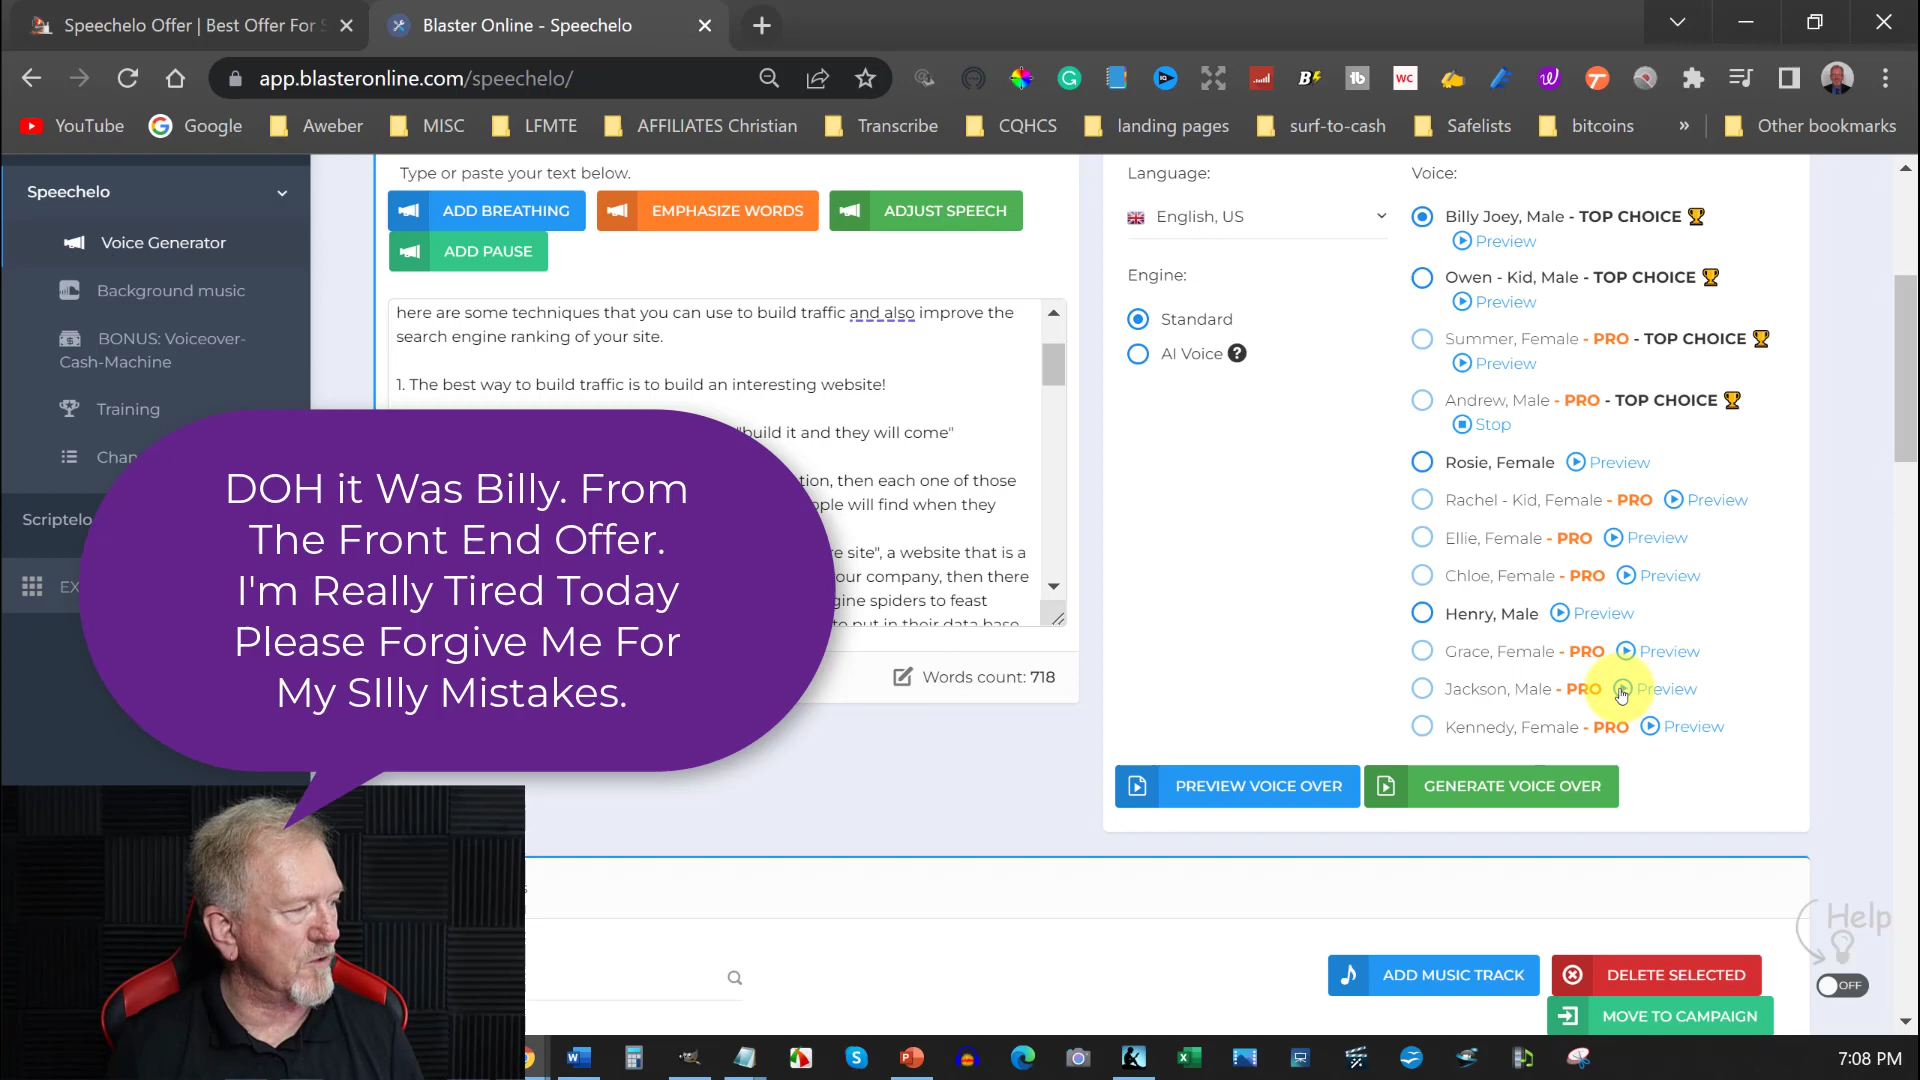 Speechelo Offer | Best Offer For S
Blaster Online - Speechelo
app.blasteronline.com/speechelo/
YouTube
Google
Aweber
MISC
LFMTE
AFFILIATES Christian
Transcribe
CQHCS
landing pages
surf-to-cash
Safelists
bitcoins
»
Other bookmarks
Speechelo
Voice Generator
Background music
BONUS: Voiceover-
Cash-Machine
Training
Chan
Scriptelo
EX
Type or paste your text below.
ADD BREATHING
EMPHASIZE WORDS
ADJUST SPEECH
ADD PAUSE
here are some techniques that you can use to build traffic and also improve the
search engine ranking of your site.
1. The best way to build traffic is to build an interesting website!
"build it and they will come"
tion, then each one of those
ople will find when they
re site", a website that is a
our company, then there
gine spiders to feast
to put in their data base
Words count: 718
DOH it Was Billy. From
The Front End Offer.
I'm Really Tired Today
Please Forgive Me For
My SIlly Mistakes.
Language:
English, US
Engine:
Standard
AI Voice ?
Voice:
Billy Joey, Male - TOP CHOICE
Preview
Owen - Kid, Male - TOP CHOICE
Preview
Summer, Female - PRO - TOP CHOICE
Preview
Andrew, Male - PRO - TOP CHOICE
Stop
Rosie, Female Preview
Rachel - Kid, Female - PRO Preview
Ellie, Female - PRO Preview
Chloe, Female - PRO Preview
Henry, Male Preview
Grace, Female - PRO Preview
Jackson, Male - PRO Preview
Kennedy, Female - PRO Preview
PREVIEW VOICE OVER
GENERATE VOICE OVER
Help
OFF
ADD MUSIC TRACK
DELETE SELECTED
MOVE TO CAMPAIGN
7:08 PM